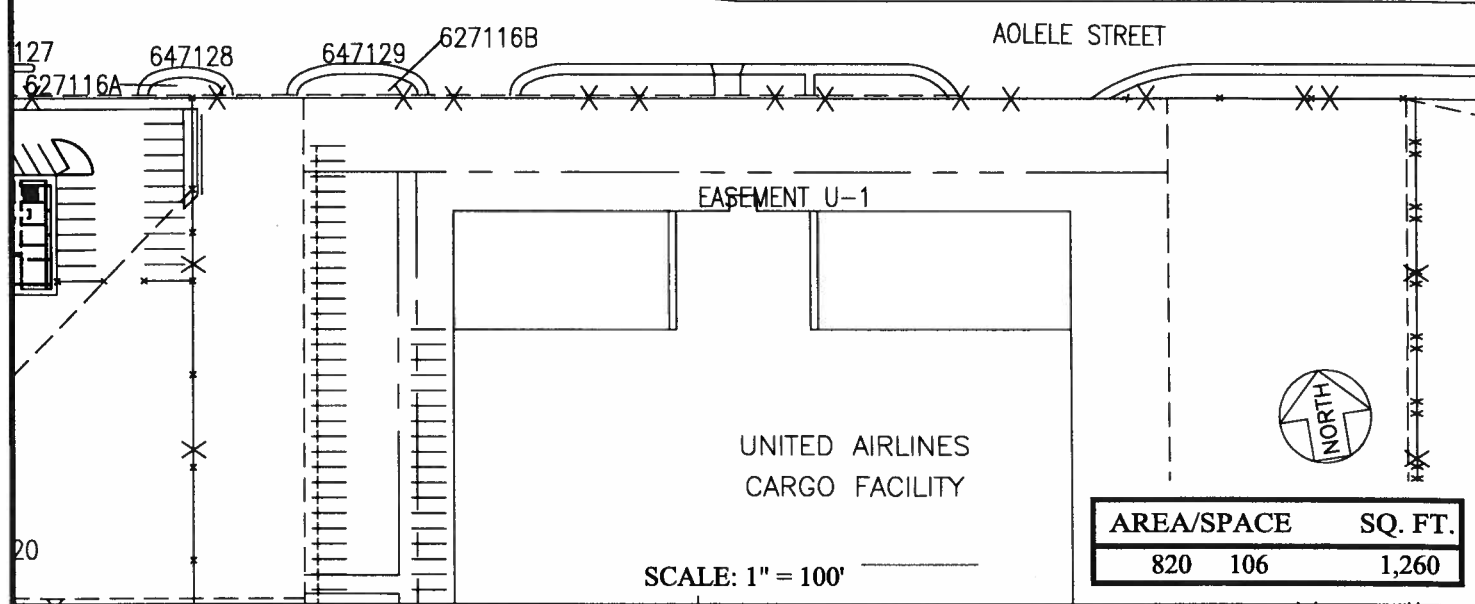 AOLELE STREET
127
647128
647129
627116B
627116A
EASEMENT U-1
NORTH
UNITED AIRLINES
CARGO FACILITY
AREA/SPACE SQ. FT.
820 106 1,260
20
SCALE: 1" = 100'